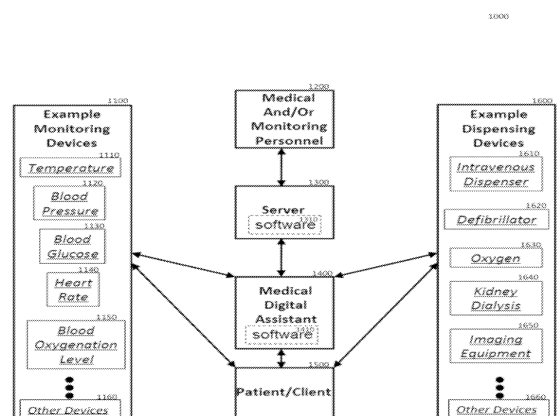 1000
1100
Example
Monitoring
Devices
1110
Temperature
1120
Blood
Pressure
1130
Blood
Glucose
1140
Heart
Rate
1150
Blood
Oxygenation
Level
1160
Other Devices
1200
Medical
And/Or
Monitoring
Personnel
1300
Server
1310
software
1400
Medical
Digital
Assistant
1410
software
1500
Patient/Client
1600
Example
Dispensing
Devices
1610
Intravenous
Dispenser
1620
Defibrillator
1630
Oxygen
1640
Kidney
Dialysis
1650
Imaging
Equipment
1660
Other Devices